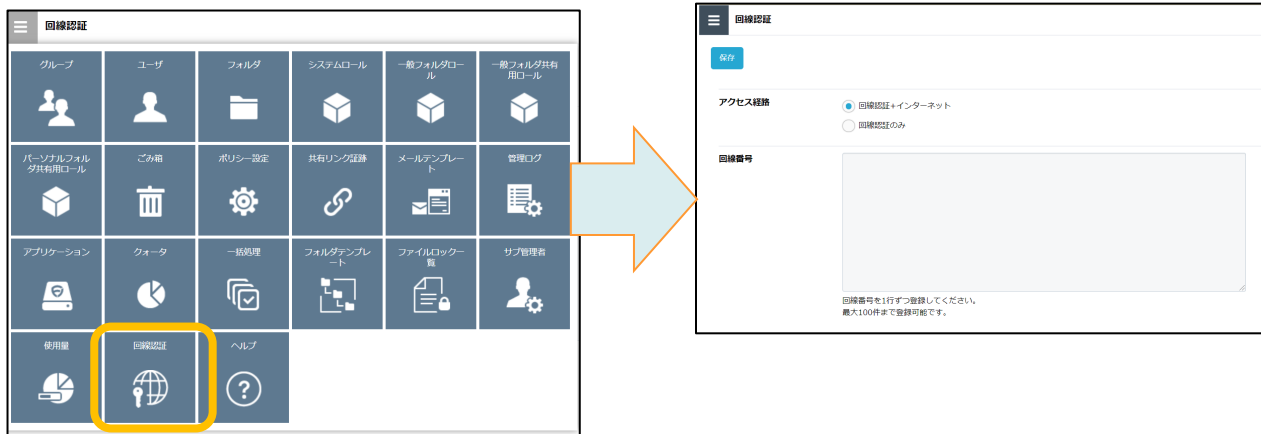 回線認証
グループ
ユーザ
フォルダ
システムロール
一般フォルダロー
ル
一般フォルダ共有
用ロール
パーソナルフォル
ダ共有用ロール
ごみ箱
ポリシー設定
共有リンク証跡
メールテンプレー
ト
管理ログ
アプリケーション
クォータ
一括処理
フォルダテンプレ
ート
ファイルロック一
覧
サブ管理者
使用量
回線認証
ヘルプ
回線認証
保存
アクセス経路
回線認証+インターネット
回線認証のみ
回線番号
回線番号を1行ずつ登録してください。
最大100件まで登録可能です。